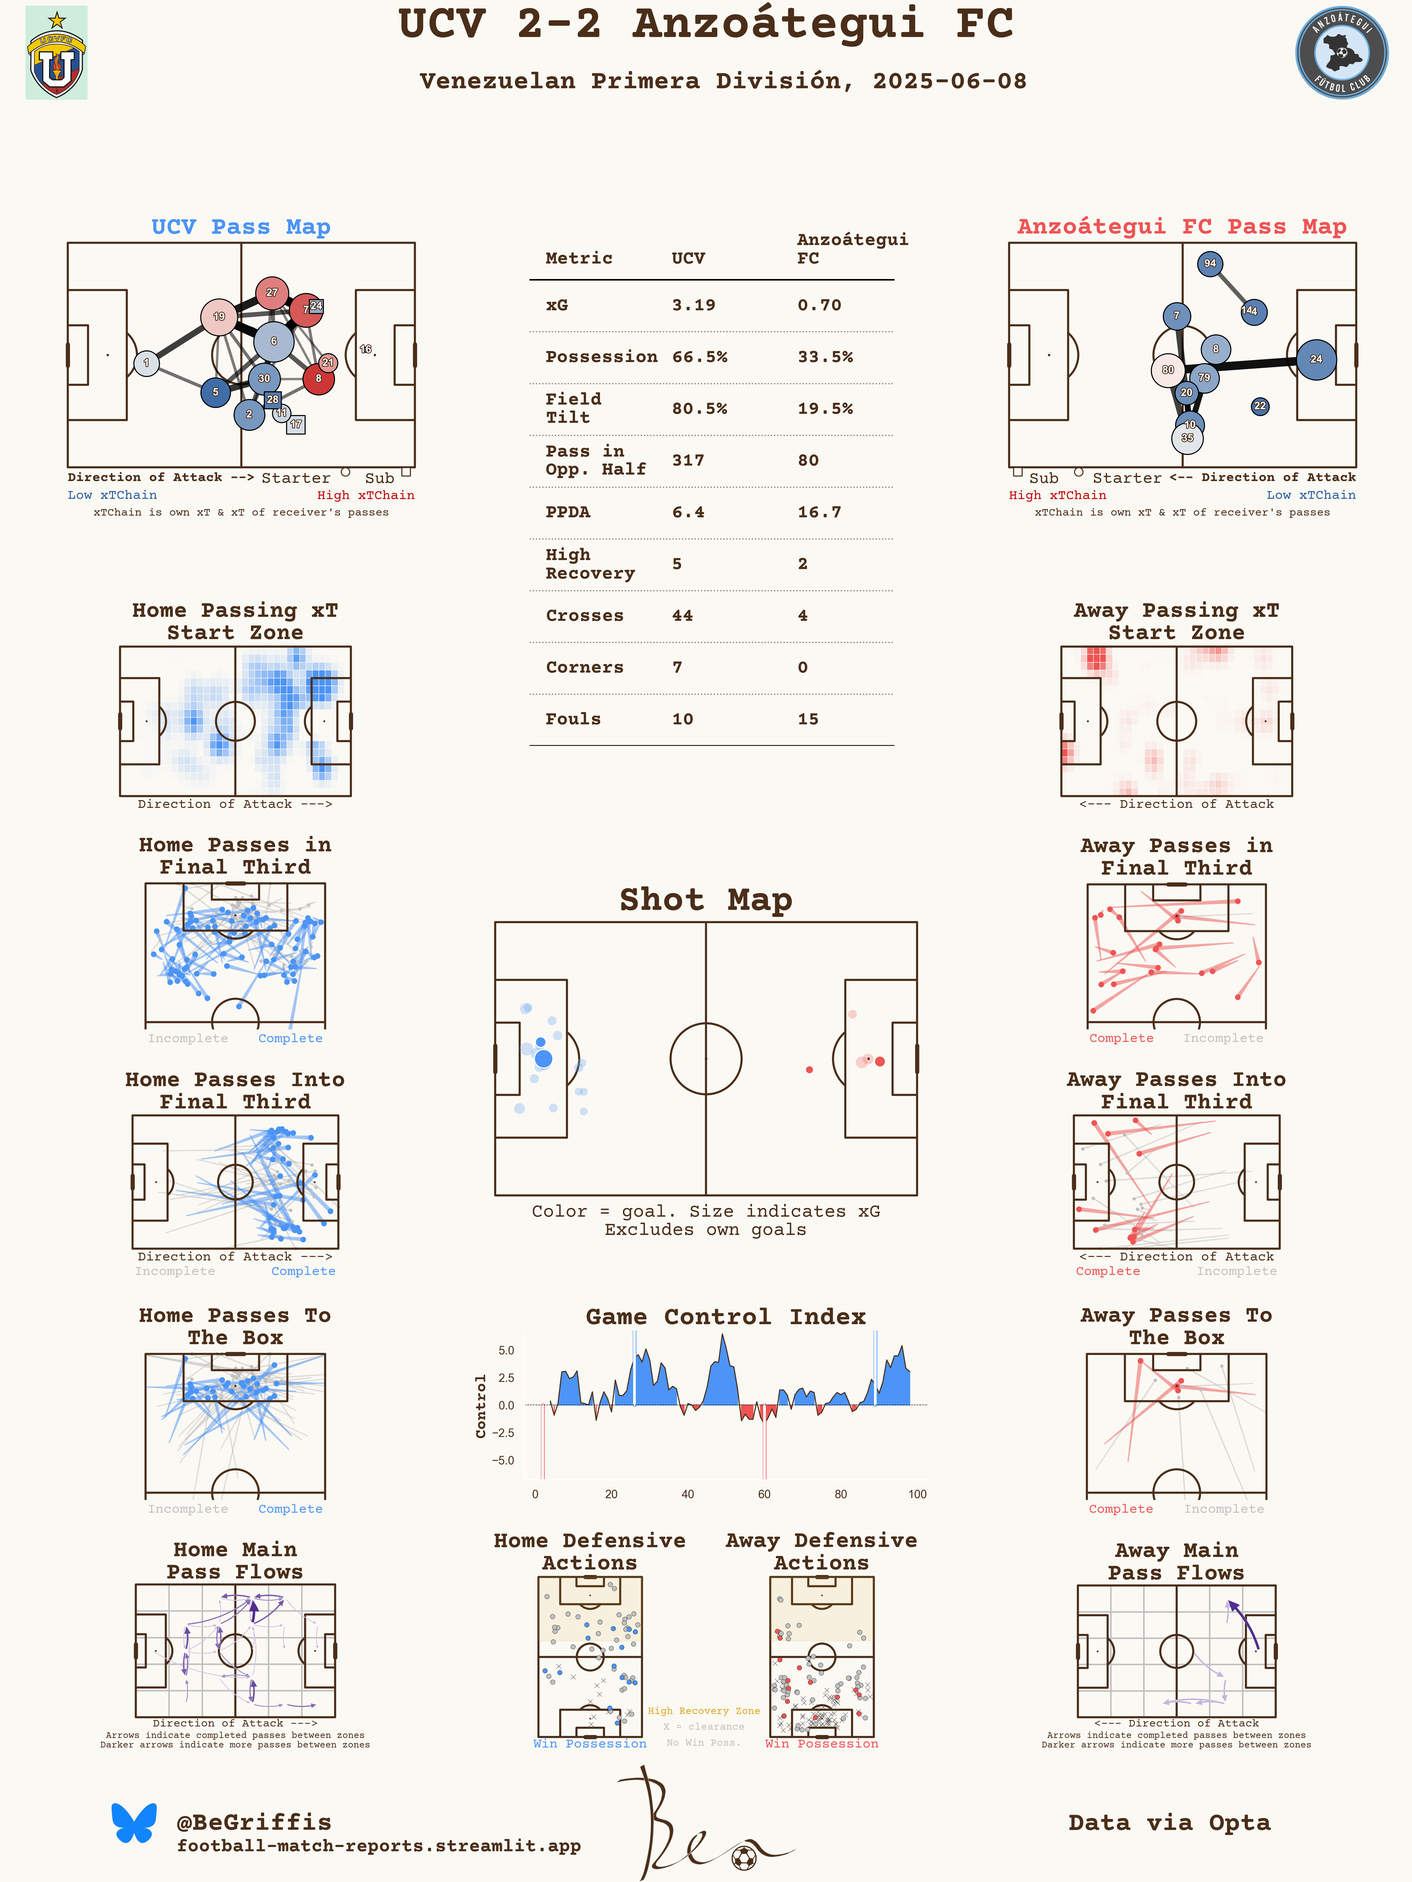 UCV 2-2 Anzoátegui FC
Venezuelan Primera División, 2025-06-08
ANZOÁTEGUI
FÚTBOL CLUB
UCV Pass Map
27
7
24
19
6
16
1
21
30
8
5
28
2
11
17
Direction of Attack --> Starter Sub
Low xTChain High xTChain
xTChain is own xT & xT of receiver's passes
Metric UCV Anzoátegui FC
xG 3.19 0.70
Possession 66.5% 33.5%
Field Tilt 80.5% 19.5%
Pass in Opp. Half 317 80
PPDA 6.4 16.7
High Recovery 5 2
Crosses 44 4
Corners 7 0
Fouls 10 15
Anzoátegui FC Pass Map
94
7
14
8
24
80
79
20
22
10
35
Sub Starter <-- Direction of Attack
High xTChain Low xTChain
xTChain is own xT & xT of receiver's passes
Home Passing xT
Start Zone
Direction of Attack --->
Away Passing xT
Start Zone
<--- Direction of Attack
Home Passes in
Final Third
Incomplete Complete
Away Passes in
Final Third
Complete Incomplete
Shot Map
Color = goal. Size indicates xG
Excludes own goals
Home Passes Into
Final Third
Direction of Attack --->
Incomplete Complete
Away Passes Into
Final Third
<--- Direction of Attack
Complete Incomplete
Game Control Index
Control
5.0
2.5
0.0
−2.5
−5.0
0 20 40 60 80 100
Home Passes To
The Box
Incomplete Complete
Away Passes To
The Box
Complete Incomplete
Home Main
Pass Flows
Direction of Attack --->
Arrows indicate completed passes between zones
Darker arrows indicate more passes between zones
Home Defensive
Actions
Win Possession
High Recovery Zone
X = clearance
No Win Poss.
Away Defensive
Actions
Win Possession
Away Main
Pass Flows
<--- Direction of Attack
Arrows indicate completed passes between zones
Darker arrows indicate more passes between zones
@BeGriffis
football-match-reports.streamlit.app
Ben
Data via Opta